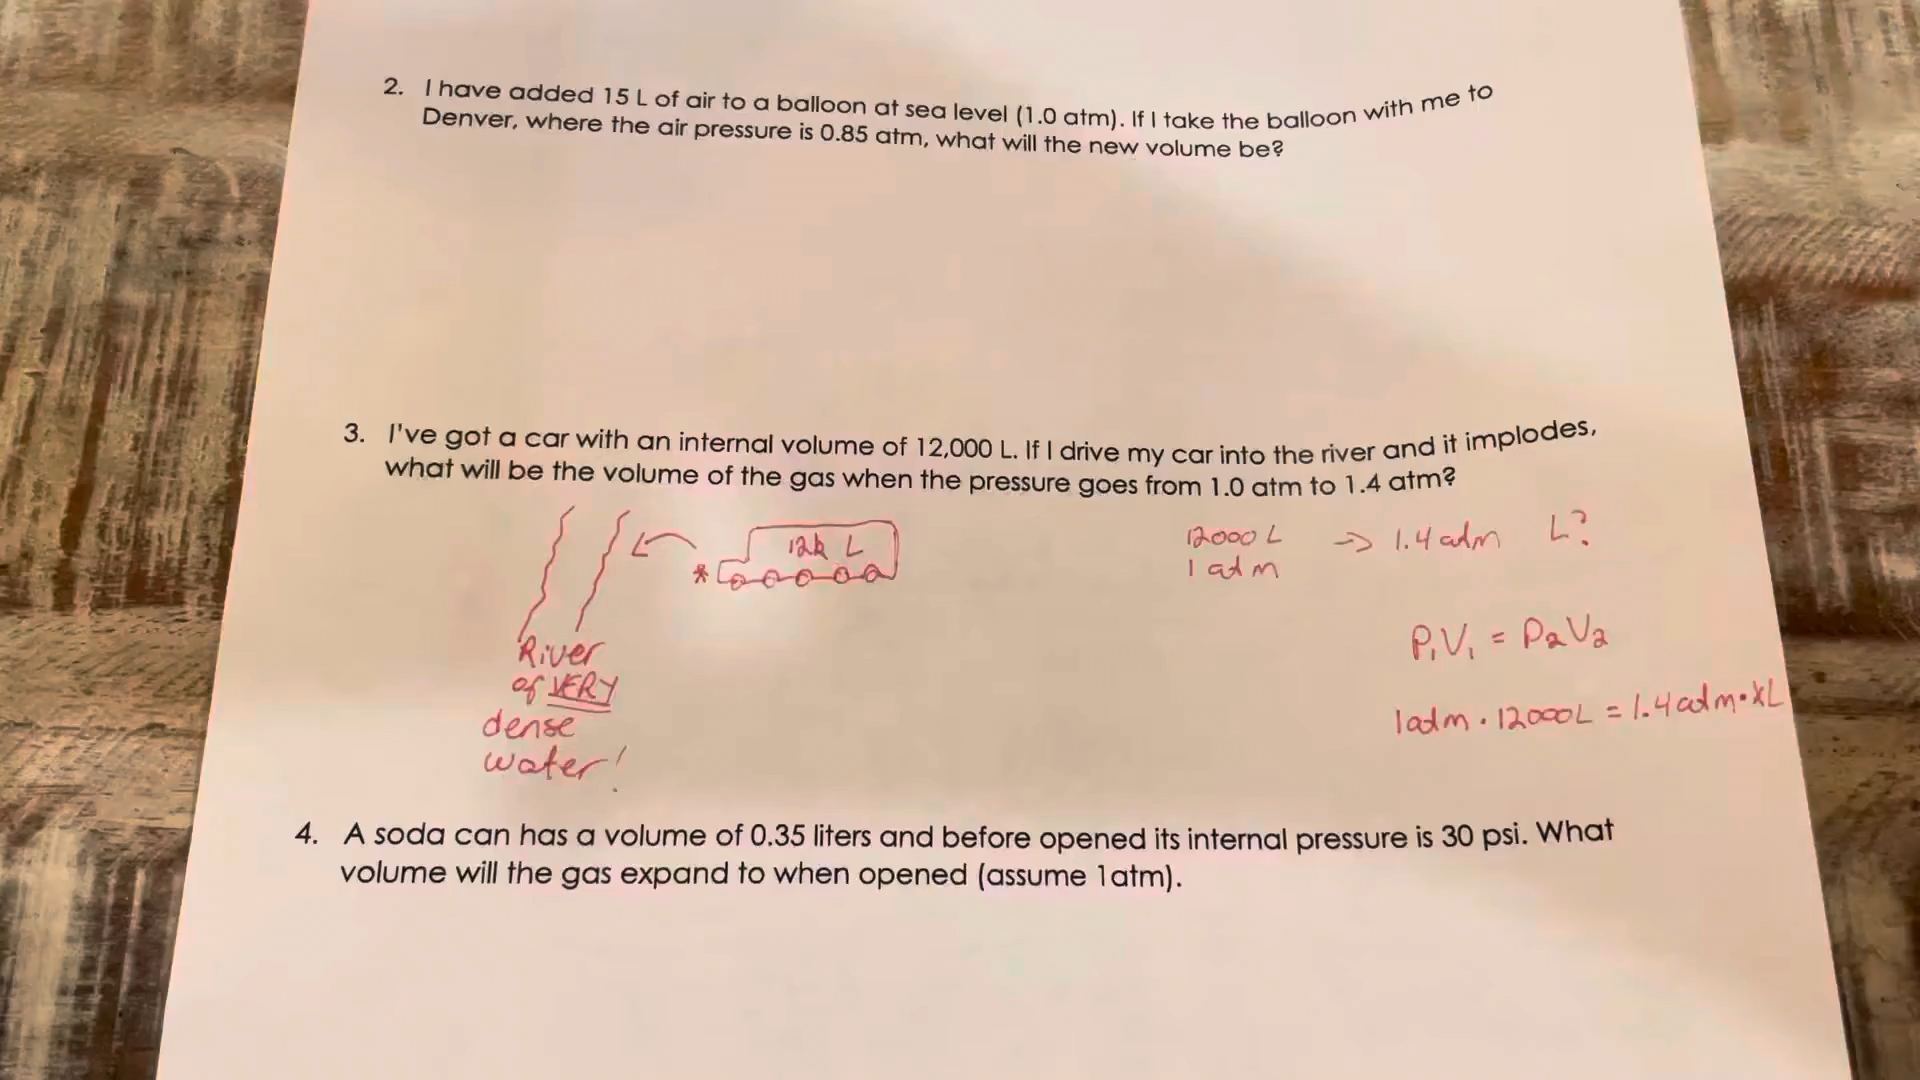 2. I have added 15 L of air to a balloon at sea level (1.0 atm). If I take the balloon with me to
Denver, where the air pressure is 0.85 atm, what will the new volume be?
3. I've got a car with an internal volume of 12,000 L. If I drive my car into the river and it implodes,
what will be the volume of the gas when the pressure goes from 1.0 atm to 1.4 atm?
12k L
12000 L → 1.4 atm L?
1 atm
River
of VERY
dense
water!
P₁V₁ = P₂V₂
1atm · 12000L = 1.4atm·xL
4. A soda can has a volume of 0.35 liters and before opened its internal pressure is 30 psi. What
volume will the gas expand to when opened (assume 1atm).